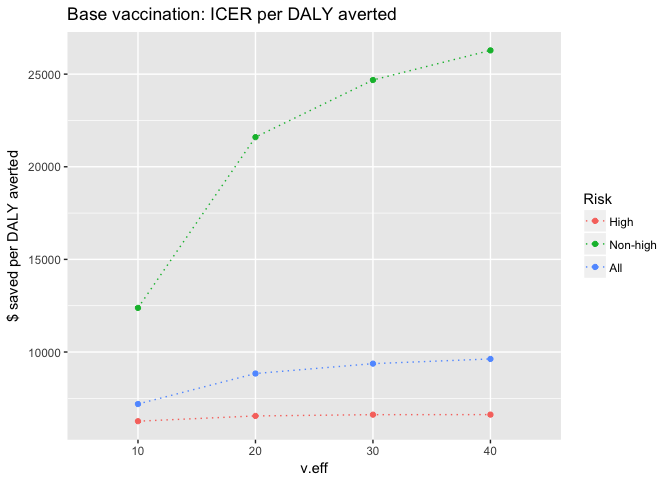 Base vaccination: ICER per DALY averted
$ saved per DALY averted
25000
20000
15000
10000
10
20
30
40
v.eff
Risk
High
Non-high
All